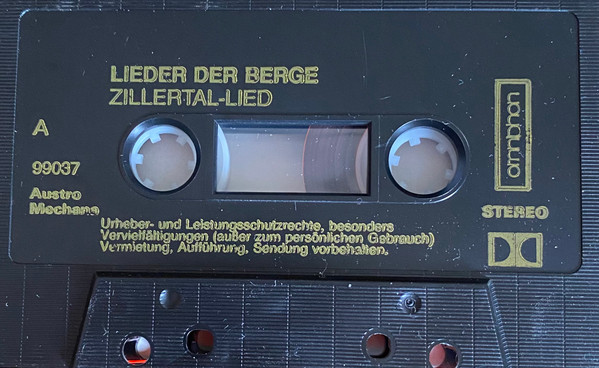 LIEDER DER BERGE
ZILLERTAL-LIED
A
99037
Austro
Mechana
omniphon
STEREO
Urheber- und Leistungsschutzrechte, besonders
Vervielfältigungen (außer zum persönlichen Gebrauch)
Vermietung, Aufführung, Sendung vorbehalten.